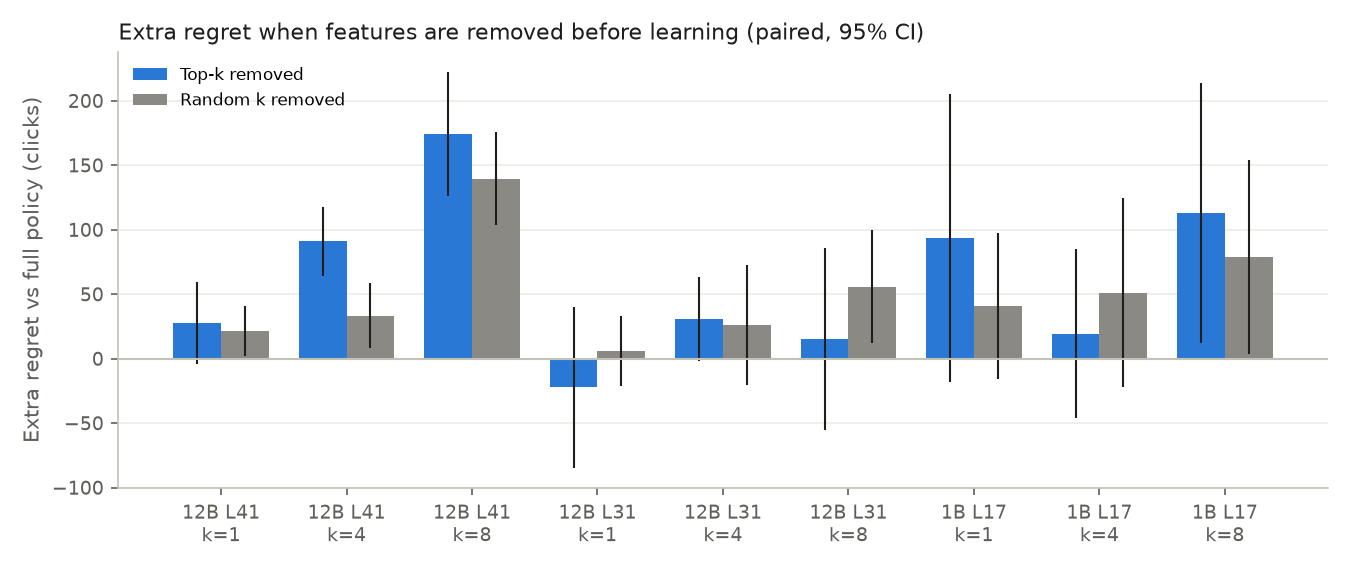 Extra regret when features are removed before learning (paired, 95% CI)
Top-k removed
Random k removed
Extra regret vs full policy (clicks)
200
150
100
50
0
−50
−100
12B L41
k=1
12B L41
k=4
12B L41
k=8
12B L31
k=1
12B L31
k=4
12B L31
k=8
1B L17
k=1
1B L17
k=4
1B L17
k=8